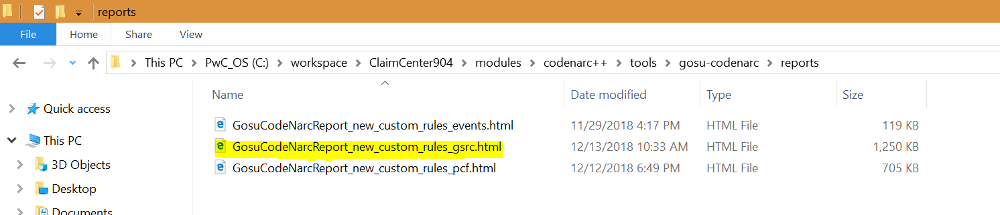 reports
File Home Share View
This PC PwC_OS (C:) workspace ClaimCenter904 modules codenarc++ tools gosu-codenarc reports
Name Date modified Type Size
Quick access
GosuCodeNarcReport_new_custom_rules_events.html 11/29/2018 4:17 PM HTML File 119 KB
This PC
GosuCodeNarcReport_new_custom_rules_gsrc.html 12/13/2018 10:33 AM HTML File 1,250 KB
3D Objects
GosuCodeNarcReport_new_custom_rules_pcf.html 12/12/2018 6:49 PM HTML File 705 KB
Desktop
Documents